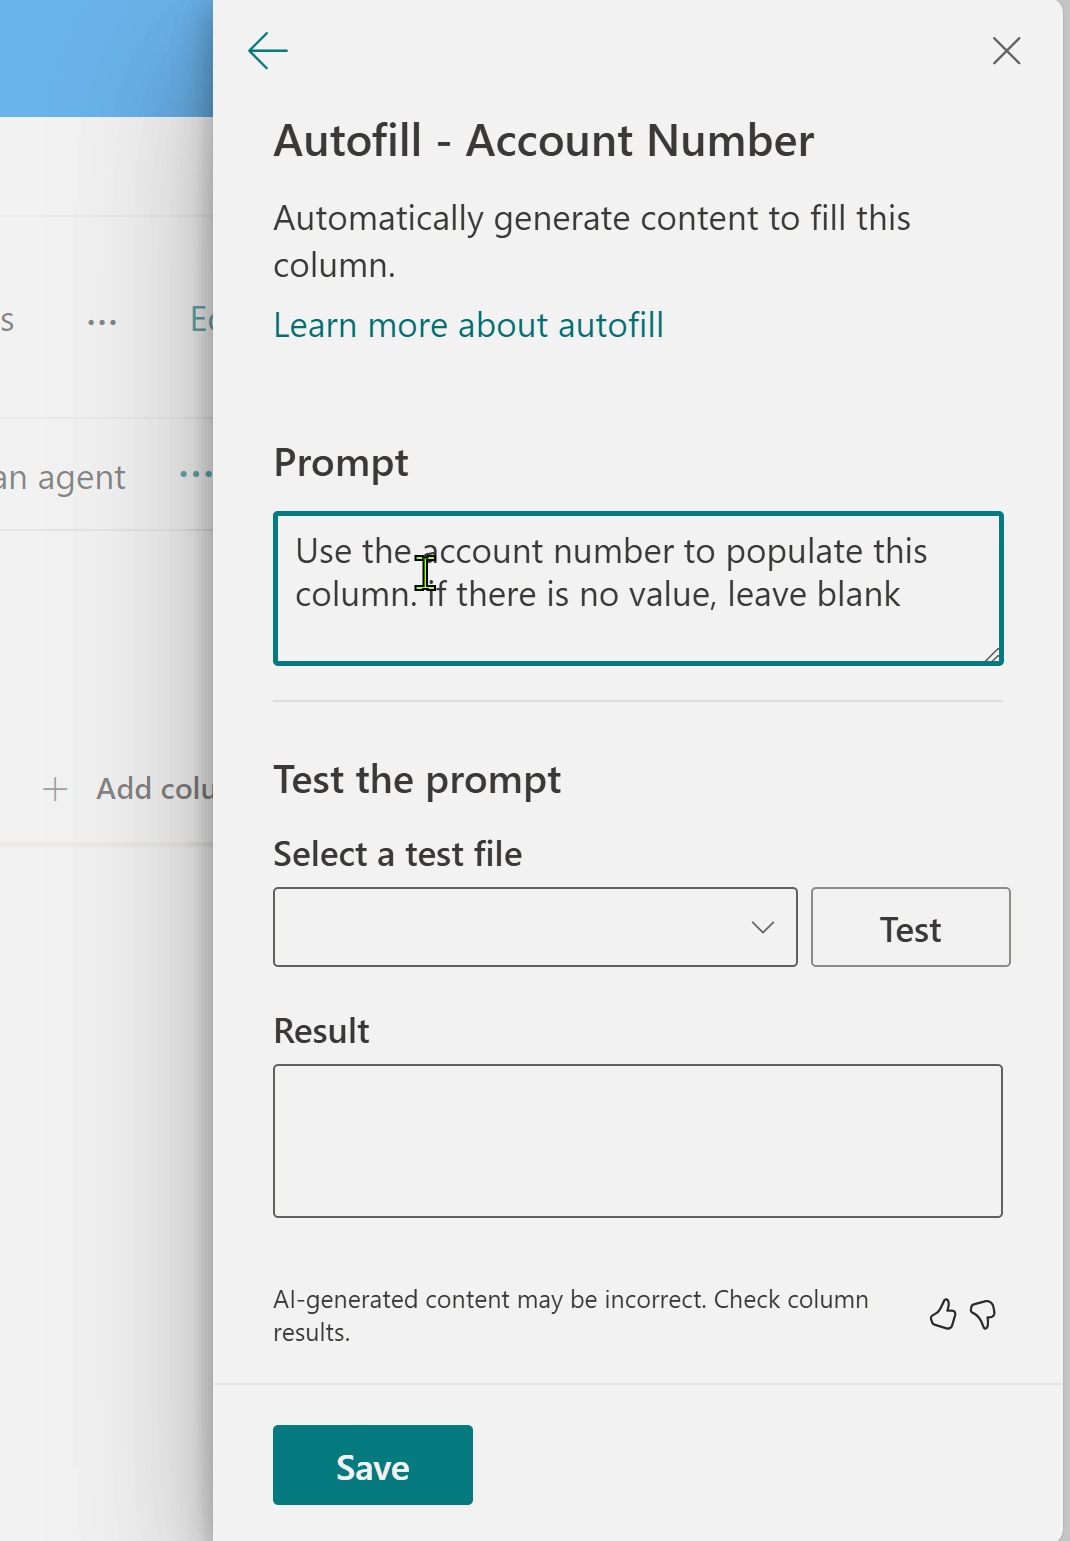 Autofill - Account Number
Automatically generate content to fill this
column.
Learn more about autofill
s
... Ec
Prompt
an agent
...
Use the account number to populate this
column. if there is no value, leave blank
Test the prompt
+ Add colu
Select a test file
Test
Result
AI-generated content may be incorrect. Check column
results.
Save